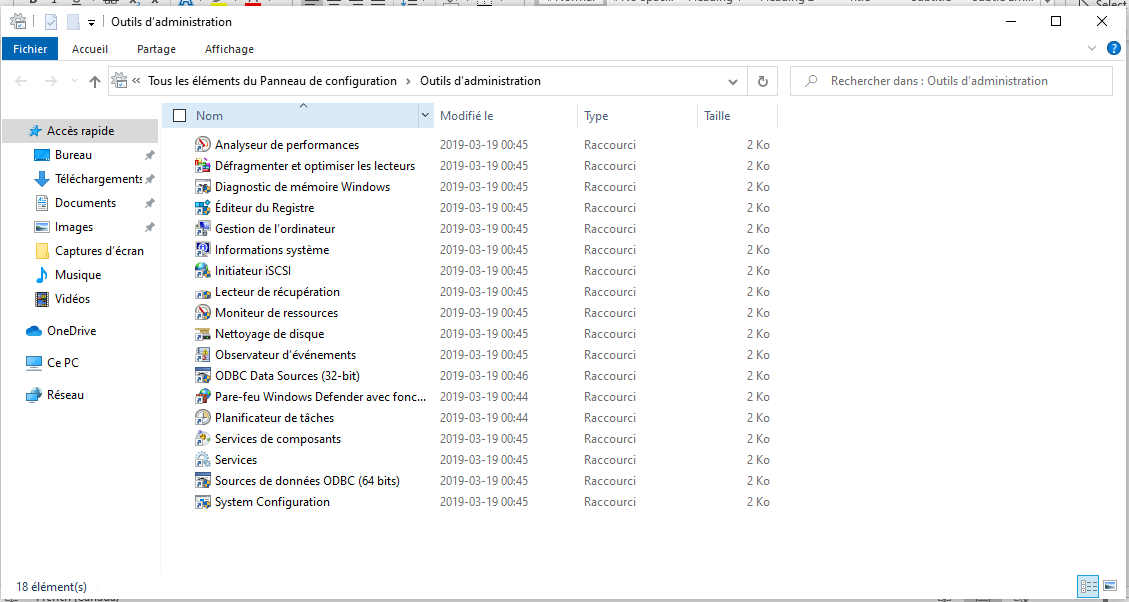 Outils d'administration
Fichier Accueil Partage Affichage
« Tous les éléments du Panneau de configuration > Outils d'administration
Rechercher dans : Outils d'administration
Accès rapide
Bureau
Téléchargements
Documents
Images
Captures d'écran
Musique
Vidéos
OneDrive
Ce PC
Réseau
Nom Modifié le Type Taille
Analyseur de performances 2019-03-19 00:45 Raccourci 2 Ko
Défragmenter et optimiser les lecteurs 2019-03-19 00:45 Raccourci 2 Ko
Diagnostic de mémoire Windows 2019-03-19 00:45 Raccourci 2 Ko
Éditeur du Registre 2019-03-19 00:45 Raccourci 2 Ko
Gestion de l'ordinateur 2019-03-19 00:45 Raccourci 2 Ko
Informations système 2019-03-19 00:45 Raccourci 2 Ko
Initiateur iSCSI 2019-03-19 00:45 Raccourci 2 Ko
Lecteur de récupération 2019-03-19 00:45 Raccourci 2 Ko
Moniteur de ressources 2019-03-19 00:45 Raccourci 2 Ko
Nettoyage de disque 2019-03-19 00:45 Raccourci 2 Ko
Observateur d'événements 2019-03-19 00:45 Raccourci 2 Ko
ODBC Data Sources (32-bit) 2019-03-19 00:46 Raccourci 2 Ko
Pare-feu Windows Defender avec fonc... 2019-03-19 00:44 Raccourci 2 Ko
Planificateur de tâches 2019-03-19 00:44 Raccourci 2 Ko
Services de composants 2019-03-19 00:45 Raccourci 2 Ko
Services 2019-03-19 00:45 Raccourci 2 Ko
Sources de données ODBC (64 bits) 2019-03-19 00:45 Raccourci 2 Ko
System Configuration 2019-03-19 00:45 Raccourci 2 Ko
18 élément(s)